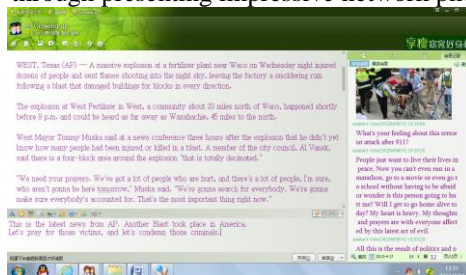 through presenting impressive network ph
WEST, Texas (AP) — A massive explosion at a fertilizer plant near Waco on Wednesday night injured
dozens of people and sent flames shooting into the night sky, leaving the factory a smoldering ruin
following a blast that damaged buildings for blocks in every direction.
The explosion at West Fertilizer in West, a community about 20 miles north of Waco, happened shortly
before 8 p.m. and could be heard as far away as Waxahachie, 45 miles to the north.
West Mayor Tommy Muska said at a news conference three hours after the explosion that he didn't yet
know how many people had been injured or killed in a blast. A member of the city council, Al Vanek,
said there is a four-block area around the explosion "that is totally decimated."
"We need your prayers. We've got a lot of people who are hurt, and there's a lot of people, I'm sure,
who aren't gonna be here tomorrow," Muska said. "We're gonna search for everybody. We're gonna
make sure everybody's accounted for. That's the most important thing right now."
This is the latest news from AP. Another Blast took place in America.
Let's pray for those victims, and let's condemn those criminals
What's your feeling about this terror
ist attack after 911?
People just want to live their lives in
peace. Now you can't even run in a
marathon, go to a movie or even go t
o school without having to be afraid
or wonder is this person going to hu
rt me? Will I get to go home alive to
day? My heart is heavy. My thoughts
and prayers are with everyone affect
ed by this latest act of evil.
All this is the result of politics and o